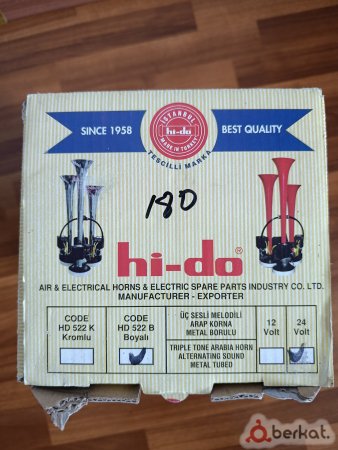 İSTANBUL
hi-do
MADE IN TURKEY
TESCİLLİ MARKA
SINCE 1958
BEST QUALITY
180
hi-do®
AIR & ELECTRICAL HORNS & ELECTRIC SPARE PARTS INDUSTRY CO. LTD.
MANUFACTURER - EXPORTER
CODE
HD 522 K
Kromlu
CODE
HD 522 B
Boyalı
ÜÇ SESLİ MELODİLİ
ARAP KORNA
METAL BORULU
TRIPLE TONE ARABIA HORN
ALTERNATING SOUND
METAL TUBED
12
Volt
24
Volt
berkat.